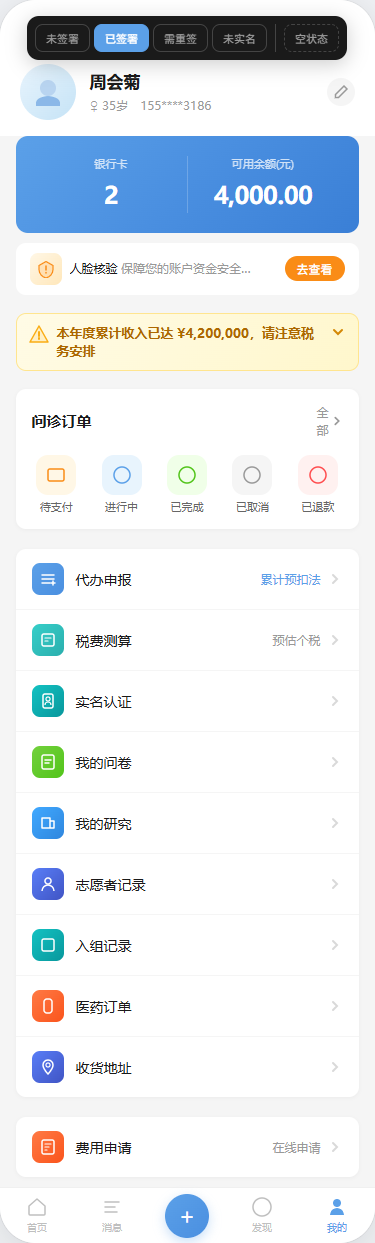 未签署 已签署 需重签 未实名 空状态
周会菊
♀ 35岁 155****3186
银行卡 可用余额(元)
2 4,000.00
人脸核验 保障您的账户资金安全... 去查看
本年度累计收入已达 ¥4,200,000，请注意税
务安排
问诊订单 全
部
待支付 进行中 已完成 已取消 已退款
代办申报 累计预扣法
税费测算 预估个税
实名认证
我的问卷
我的研究
志愿者记录
入组记录
医药订单
收货地址
费用申请 在线申请
首页 消息 + 发现 我的